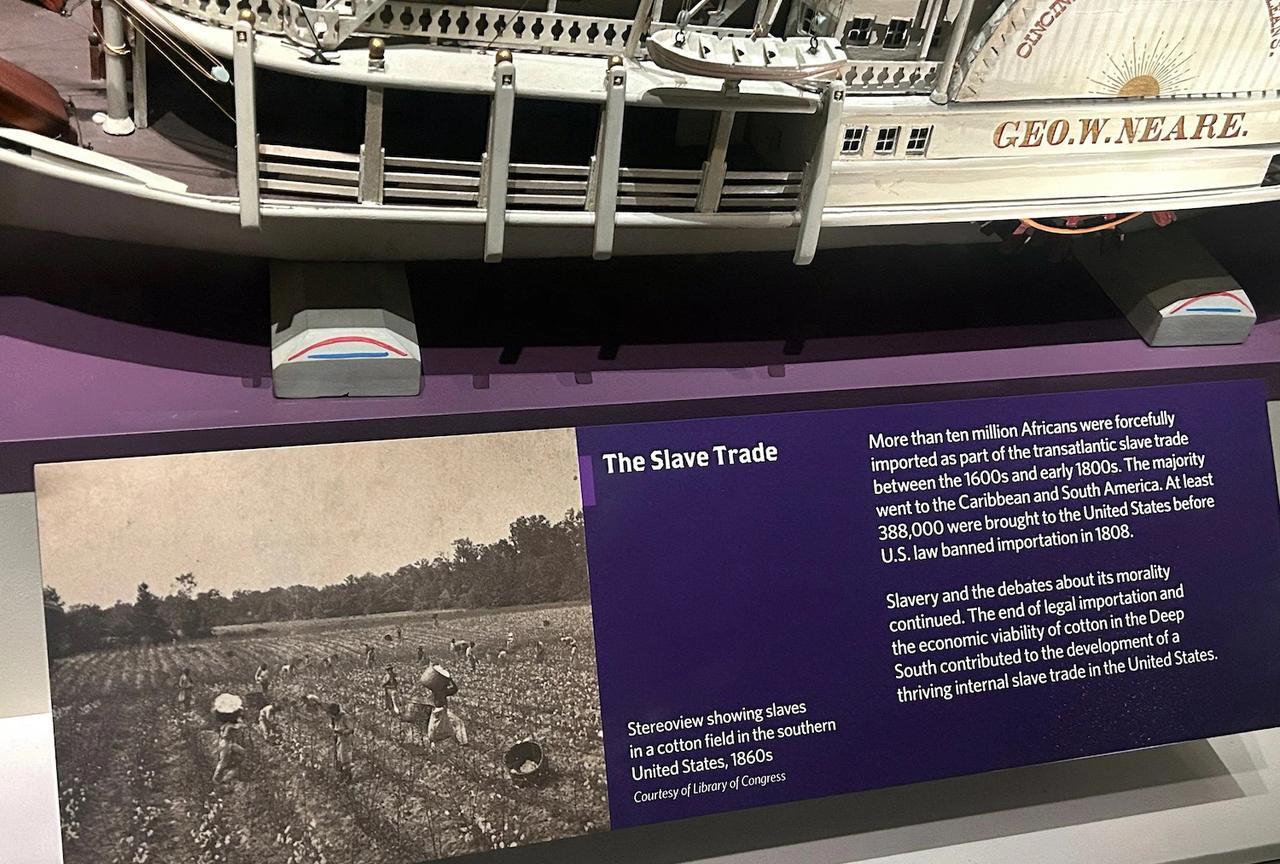 CINCINN
GEO.W.NEARE.
The Slave Trade
More than ten million Africans were forcefully
imported as part of the transatlantic slave trade
between the 1600s and early 1800s. The majority
went to the Caribbean and South America. At least
388,000 were brought to the United States before
U.S. law banned importation in 1808.
Slavery and the debates about its morality
continued. The end of legal importation and
the economic viability of cotton in the Deep
South contributed to the development of a
thriving internal slave trade in the United States.
Stereoview showing slaves
in a cotton field in the southern
United States, 1860s
Courtesy of Library of Congress